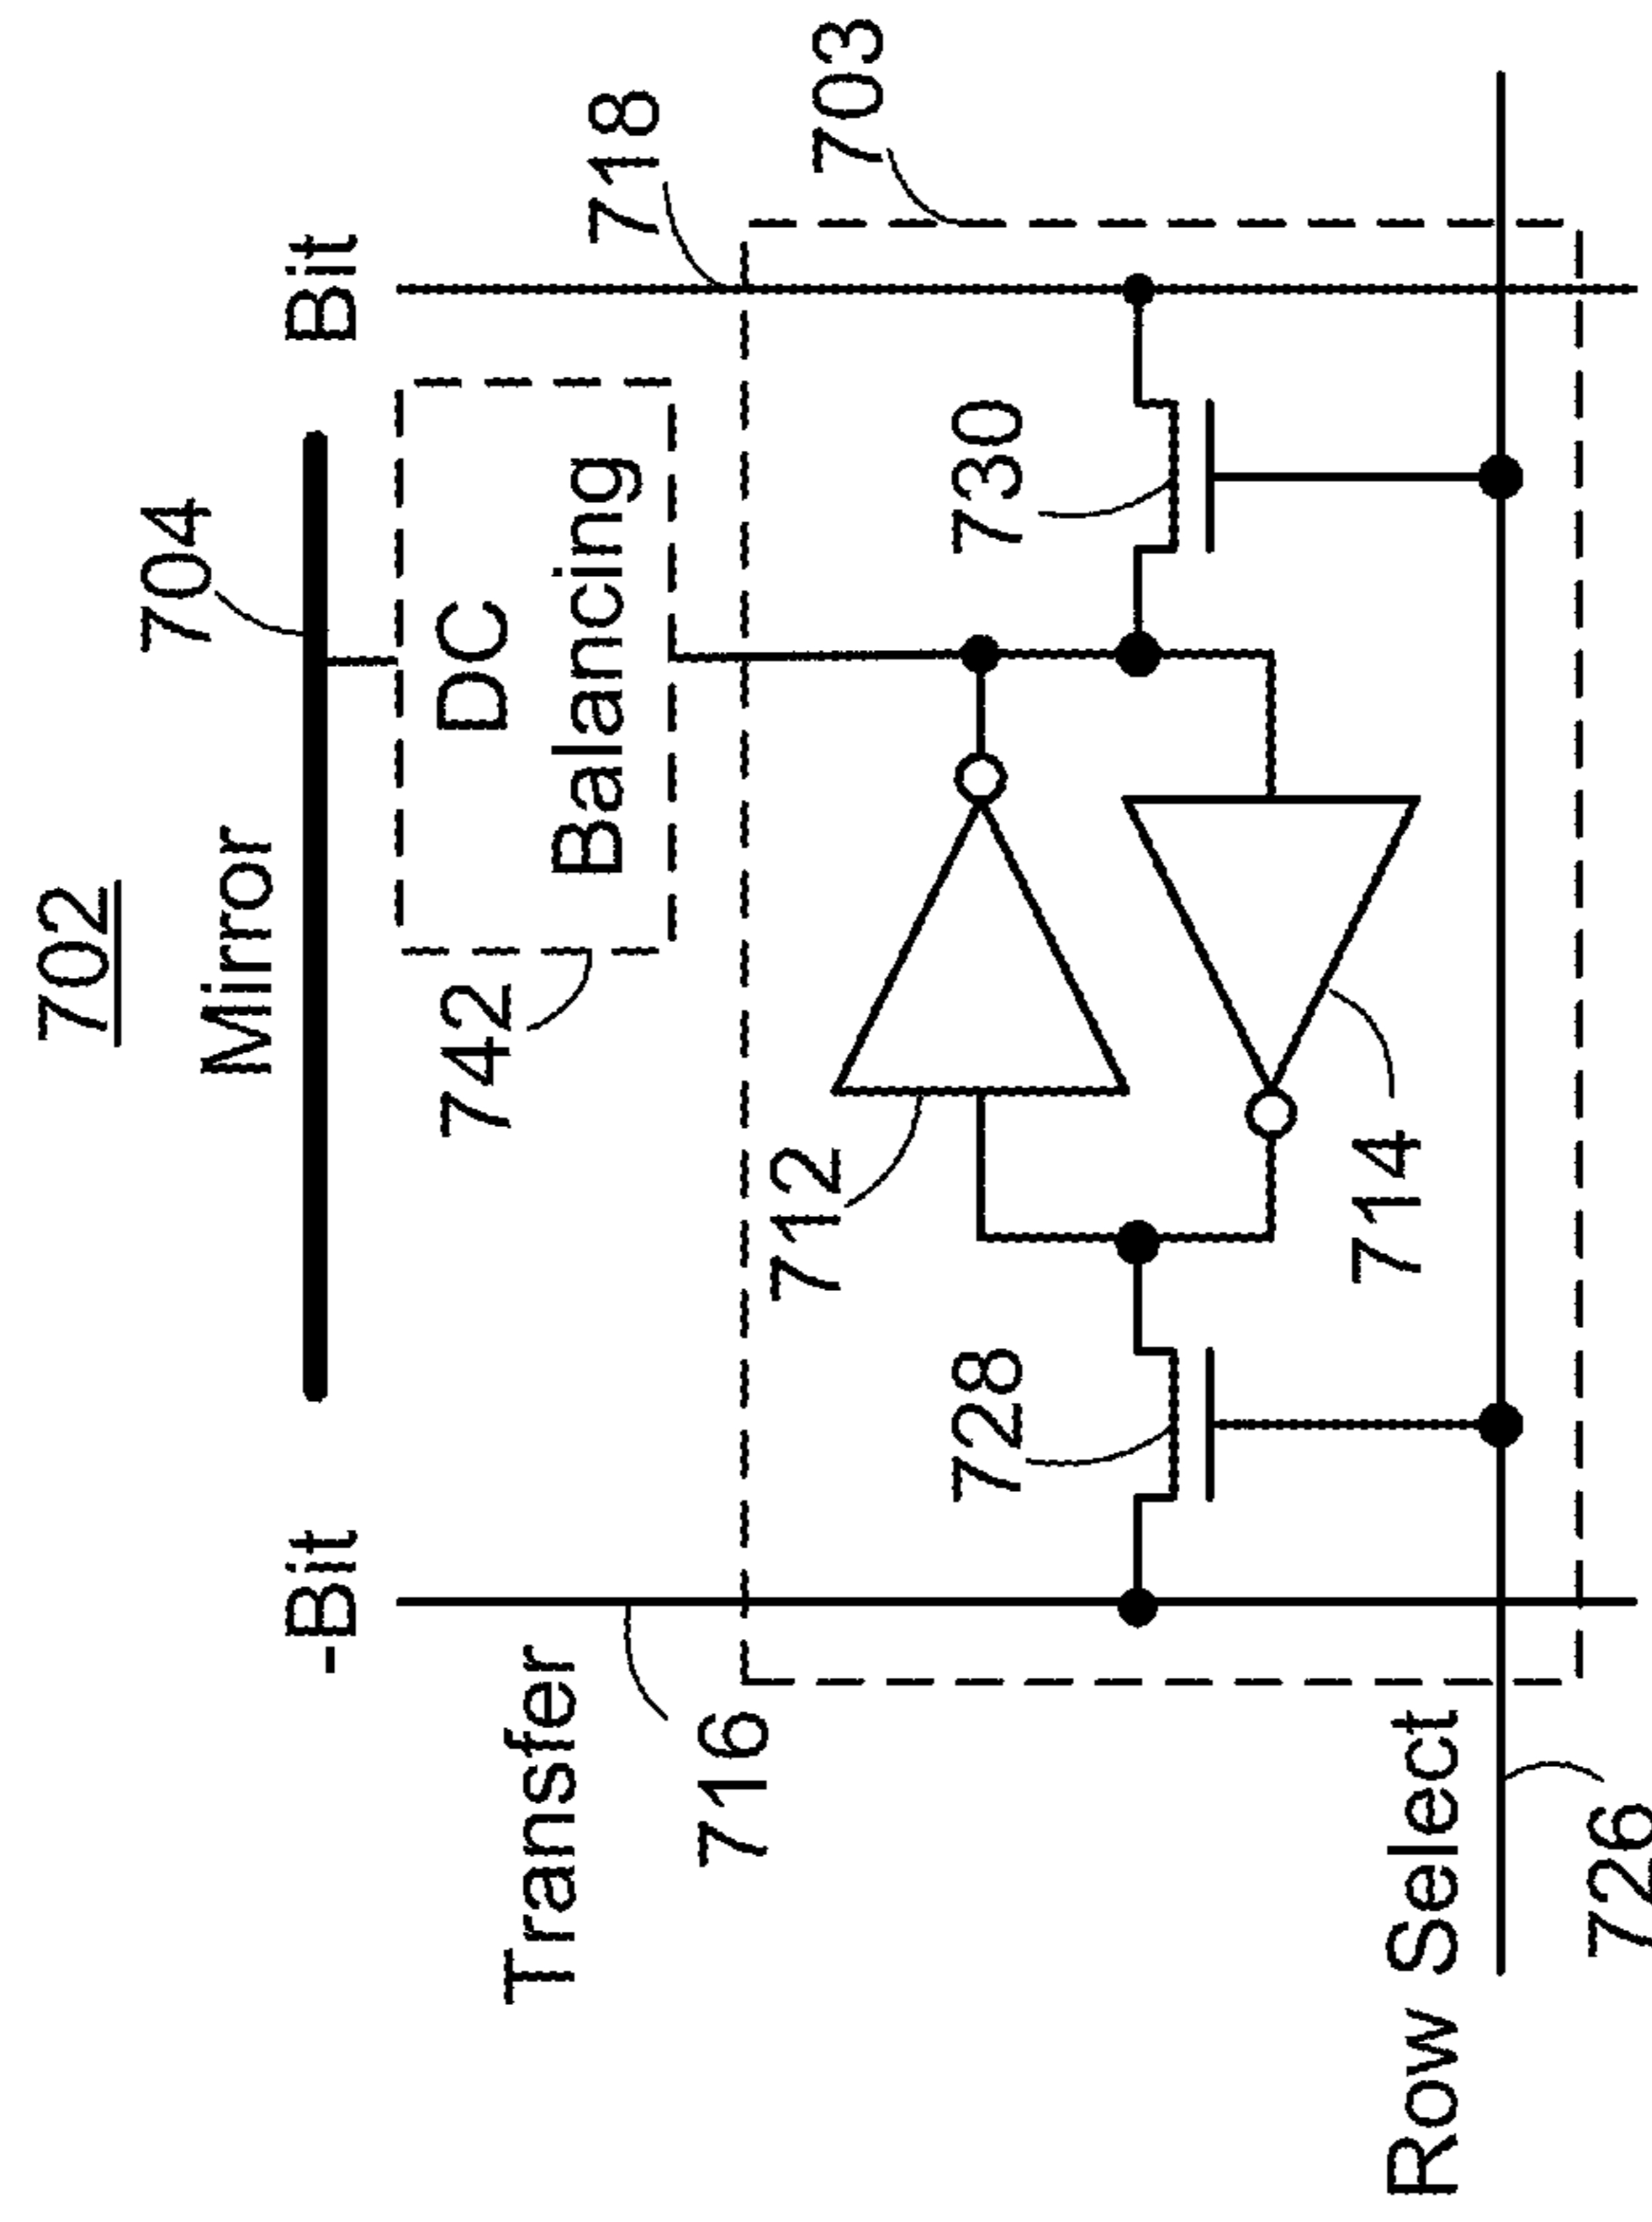 702
704
Mirror
-Bit
Bit
742
DC
Balancing
Transfer
718
716
703
712
728
730
714
Row Select
726